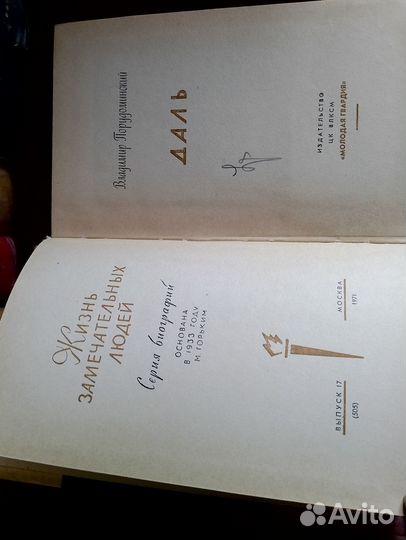 Жизнь
ЗАМЕЧАТЕЛЬНЫХ
ЛЮДЕЙ
Серия биографий
ОСНОВАНА
В 1933 ГОДУ
М. ГОРЬКИМ
ВЫПУСК 17
(505)
МОСКВА
1971
Владимир Порудоминский
ДАЛЬ
ИЗДАТЕЛЬСТВО
ЦК ВЛКСМ
«МОЛОДАЯ ГВАРДИЯ»
Avito